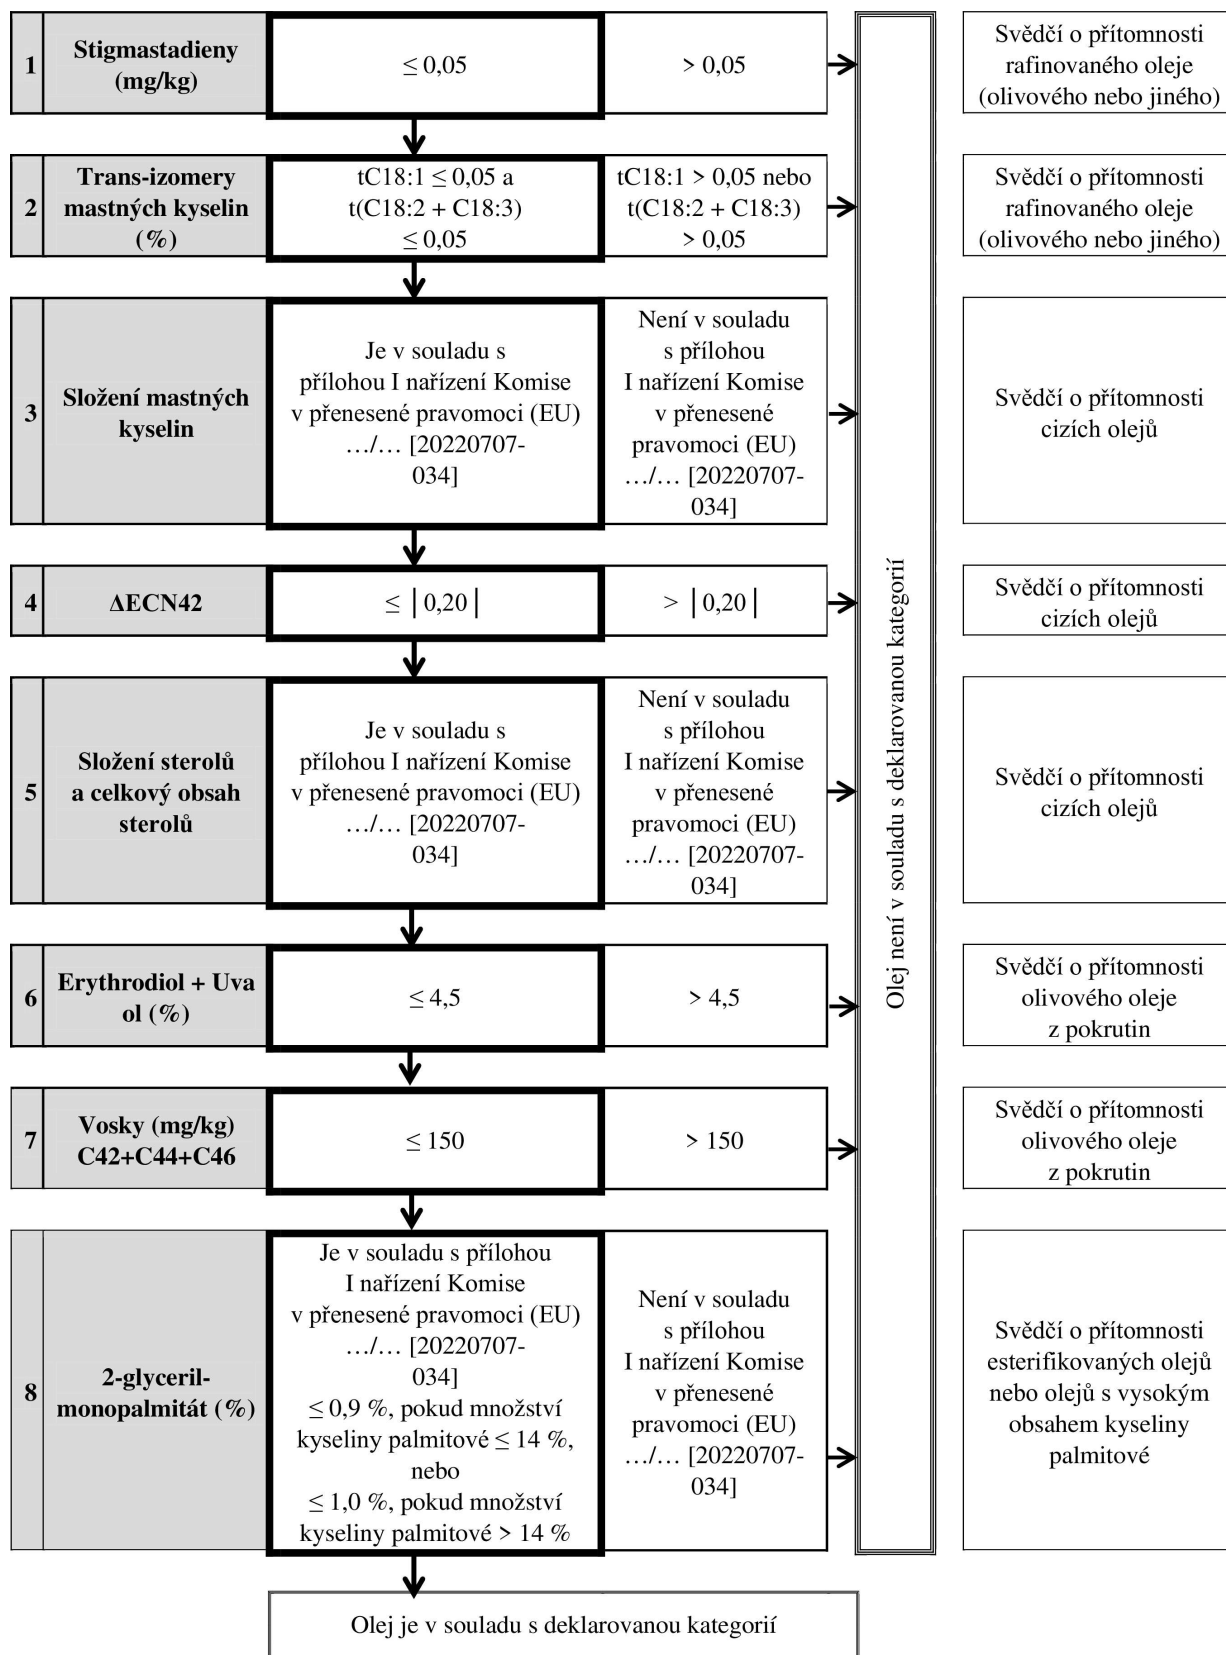 1
Stigmastadieny
(mg/kg)
≤ 0,05
> 0,05
Svědčí o přítomnosti
rafinovaného oleje
(olivového nebo jiného)
2
Trans-izomery
mastných kyselin
(%)
tC18:1 ≤ 0,05 a
t(C18:2 + C18:3)
≤ 0,05
tC18:1 > 0,05 nebo
t(C18:2 + C18:3)
> 0,05
Svědčí o přítomnosti
rafinovaného oleje
(olivového nebo jiného)
3
Složení mastných
kyselin
Je v souladu s
přílohou I nařízení Komise
v přenesené pravomoci (EU)
…/… [20220707-
034]
Není v souladu
s přílohou
I nařízení Komise
v přenesené
pravomoci (EU)
…/… [20220707-
034]
Svědčí o přítomnosti
cizích olejů
4
ΔECN42
≤ |0,20|
> |0,20|
Svědčí o přítomnosti
cizích olejů
5
Složení sterolů
a celkový obsah
sterolů
Je v souladu s
přílohou I nařízení Komise
v přenesené pravomoci (EU)
…/… [20220707-
034]
Není v souladu
s přílohou
I nařízení Komise
v přenesené
pravomoci (EU)
…/… [20220707-
034]
Svědčí o přítomnosti
cizích olejů
6
Erythrodiol + Uva
ol (%)
≤ 4,5
> 4,5
Svědčí o přítomnosti
olivového oleje
z pokrutin
7
Vosky (mg/kg)
C42+C44+C46
≤ 150
> 150
Svědčí o přítomnosti
olivového oleje
z pokrutin
8
2-glyceril-
monopalmitát (%)
Je v souladu s přílohou
I nařízení Komise
v přenesené pravomoci (EU)
…/… [20220707-
034]
≤ 0,9 %, pokud množství
kyseliny palmitové ≤ 14 %,
nebo
≤ 1,0 %, pokud množství
kyseliny palmitové > 14 %
Není v souladu
s přílohou
I nařízení Komise
v přenesené
pravomoci (EU)
…/… [20220707-
034]
Svědčí o přítomnosti
esterifikovaných olejů
nebo olejů s vysokým
obsahem kyseliny
palmitové
Olej není v souladu s deklarovanou kategorií
Olej je v souladu s deklarovanou kategorií